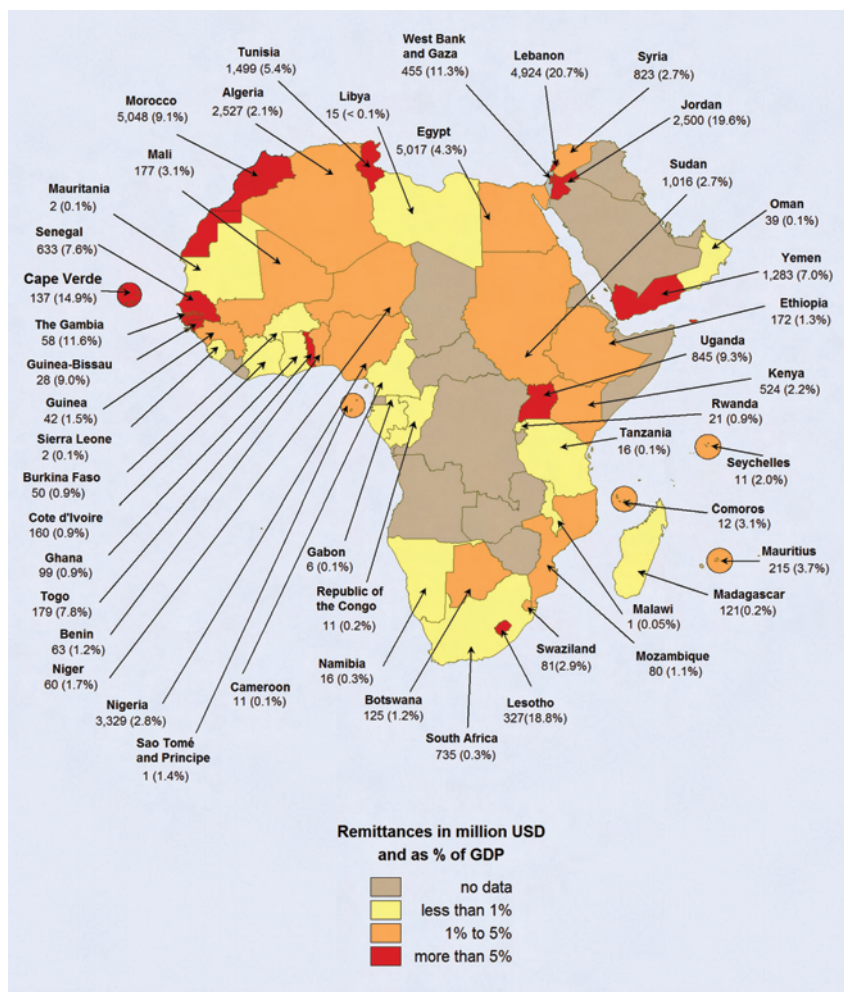 Tunisia
1,499 (5.4%)
West Bank
and Gaza
455 (11.3%)
Lebanon
4,924 (20.7%)
Syria
823 (2.7%)
Algeria
2,527 (2.1%)
Libya
15 (< 0.1%)
Jordan
2,500 (19.6%)
Morocco
5,048 (9.1%)
Egypt
5,017 (4.3%)
Mali
177 (3.1%)
Sudan
1,016 (2.7%)
Mauritania
2 (0.1%)
Oman
39 (0.1%)
Senegal
633 (7.6%)
Yemen
1,283 (7.0%)
Cape Verde
137 (14.9%)
Ethiopia
172 (1.3%)
The Gambia
58 (11.6%)
Uganda
845 (9.3%)
Guinea-Bissau
28 (9.0%)
Kenya
524 (2.2%)
Guinea
42 (1.5%)
Rwanda
21 (0.9%)
Sierra Leone
2 (0.1%)
Tanzania
16 (0.1%)
Seychelles
11 (2.0%)
Burkina Faso
50 (0.9%)
Comoros
12 (3.1%)
Cote d'Ivoire
160 (0.9%)
Mauritius
215 (3.7%)
Ghana
99 (0.9%)
Gabon
6 (0.1%)
Madagascar
121(0.2%)
Togo
179 (7.8%)
Republic of
the Congo
11 (0.2%)
Malawi
1 (0.05%)
Benin
63 (1.2%)
Swaziland
81(2.9%)
Mozambique
80 (1.1%)
Niger
60 (1.7%)
Namibia
16 (0.3%)
Cameroon
11 (0.1%)
Botswana
125 (1.2%)
Lesotho
327(18.8%)
Nigeria
3,329 (2.8%)
South Africa
735 (0.3%)
Sao Tomé
and Principe
1 (1.4%)
Remittances in million USD
and as % of GDP
no data
less than 1%
1% to 5%
more than 5%